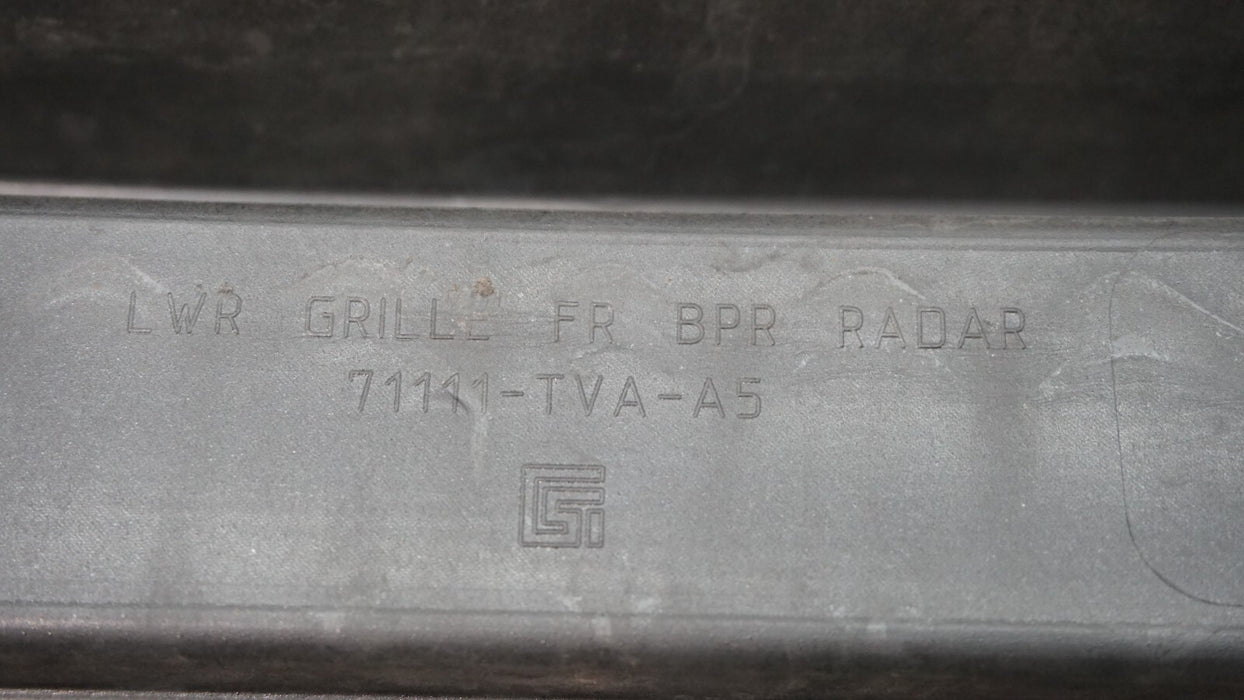 LWR GRILLE FR BPR RADAR
71111-TVA-A5